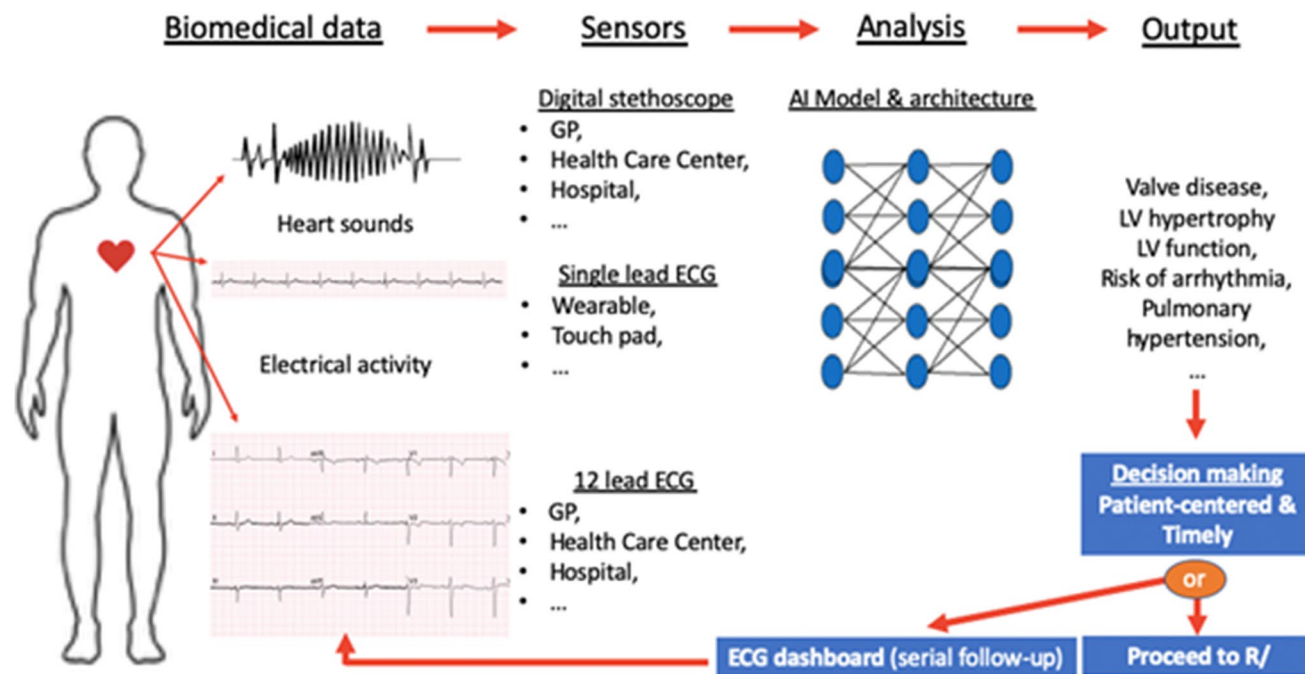 Biomedical data
Sensors
Analysis
Output
Heart sounds
Electrical activity
Digital stethoscope
• GP,
• Health Care Center,
• Hospital,
• ...
Single lead ECG
• Wearable,
• Touch pad,
• ...
12 lead ECG
• GP,
• Health Care Center,
• Hospital,
• ...
AI Model & architecture
Valve disease,
LV hypertrophy
LV function,
Risk of arrhythmia,
Pulmonary
hypertension,
...
Decision making
Patient-centered &
Timely
or
ECG dashboard (serial follow-up)
Proceed to R/